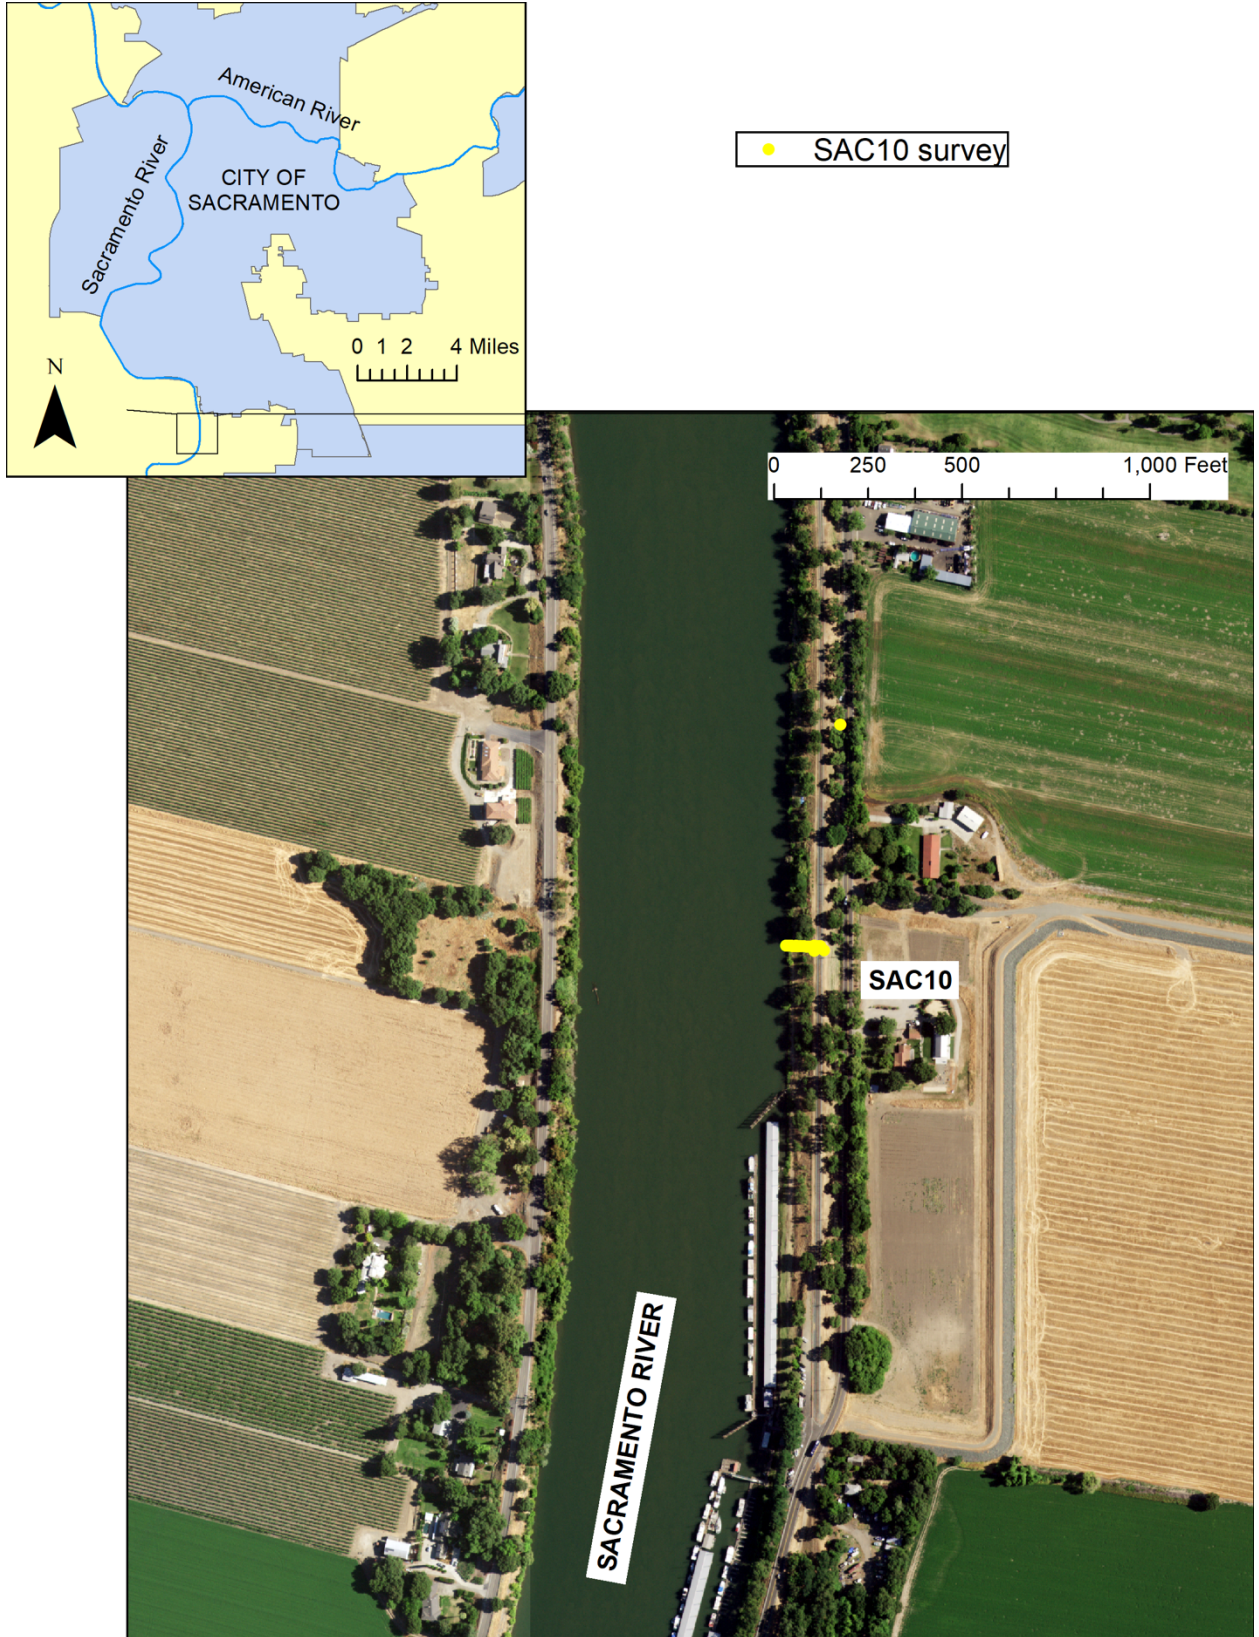 American River
Sacramento River
CITY OF
SACRAMENTO
0 1 2 4 Miles
N
SAC10 survey
0 250 500 1,000 Feet
SAC10
SACRAMENTO RIVER